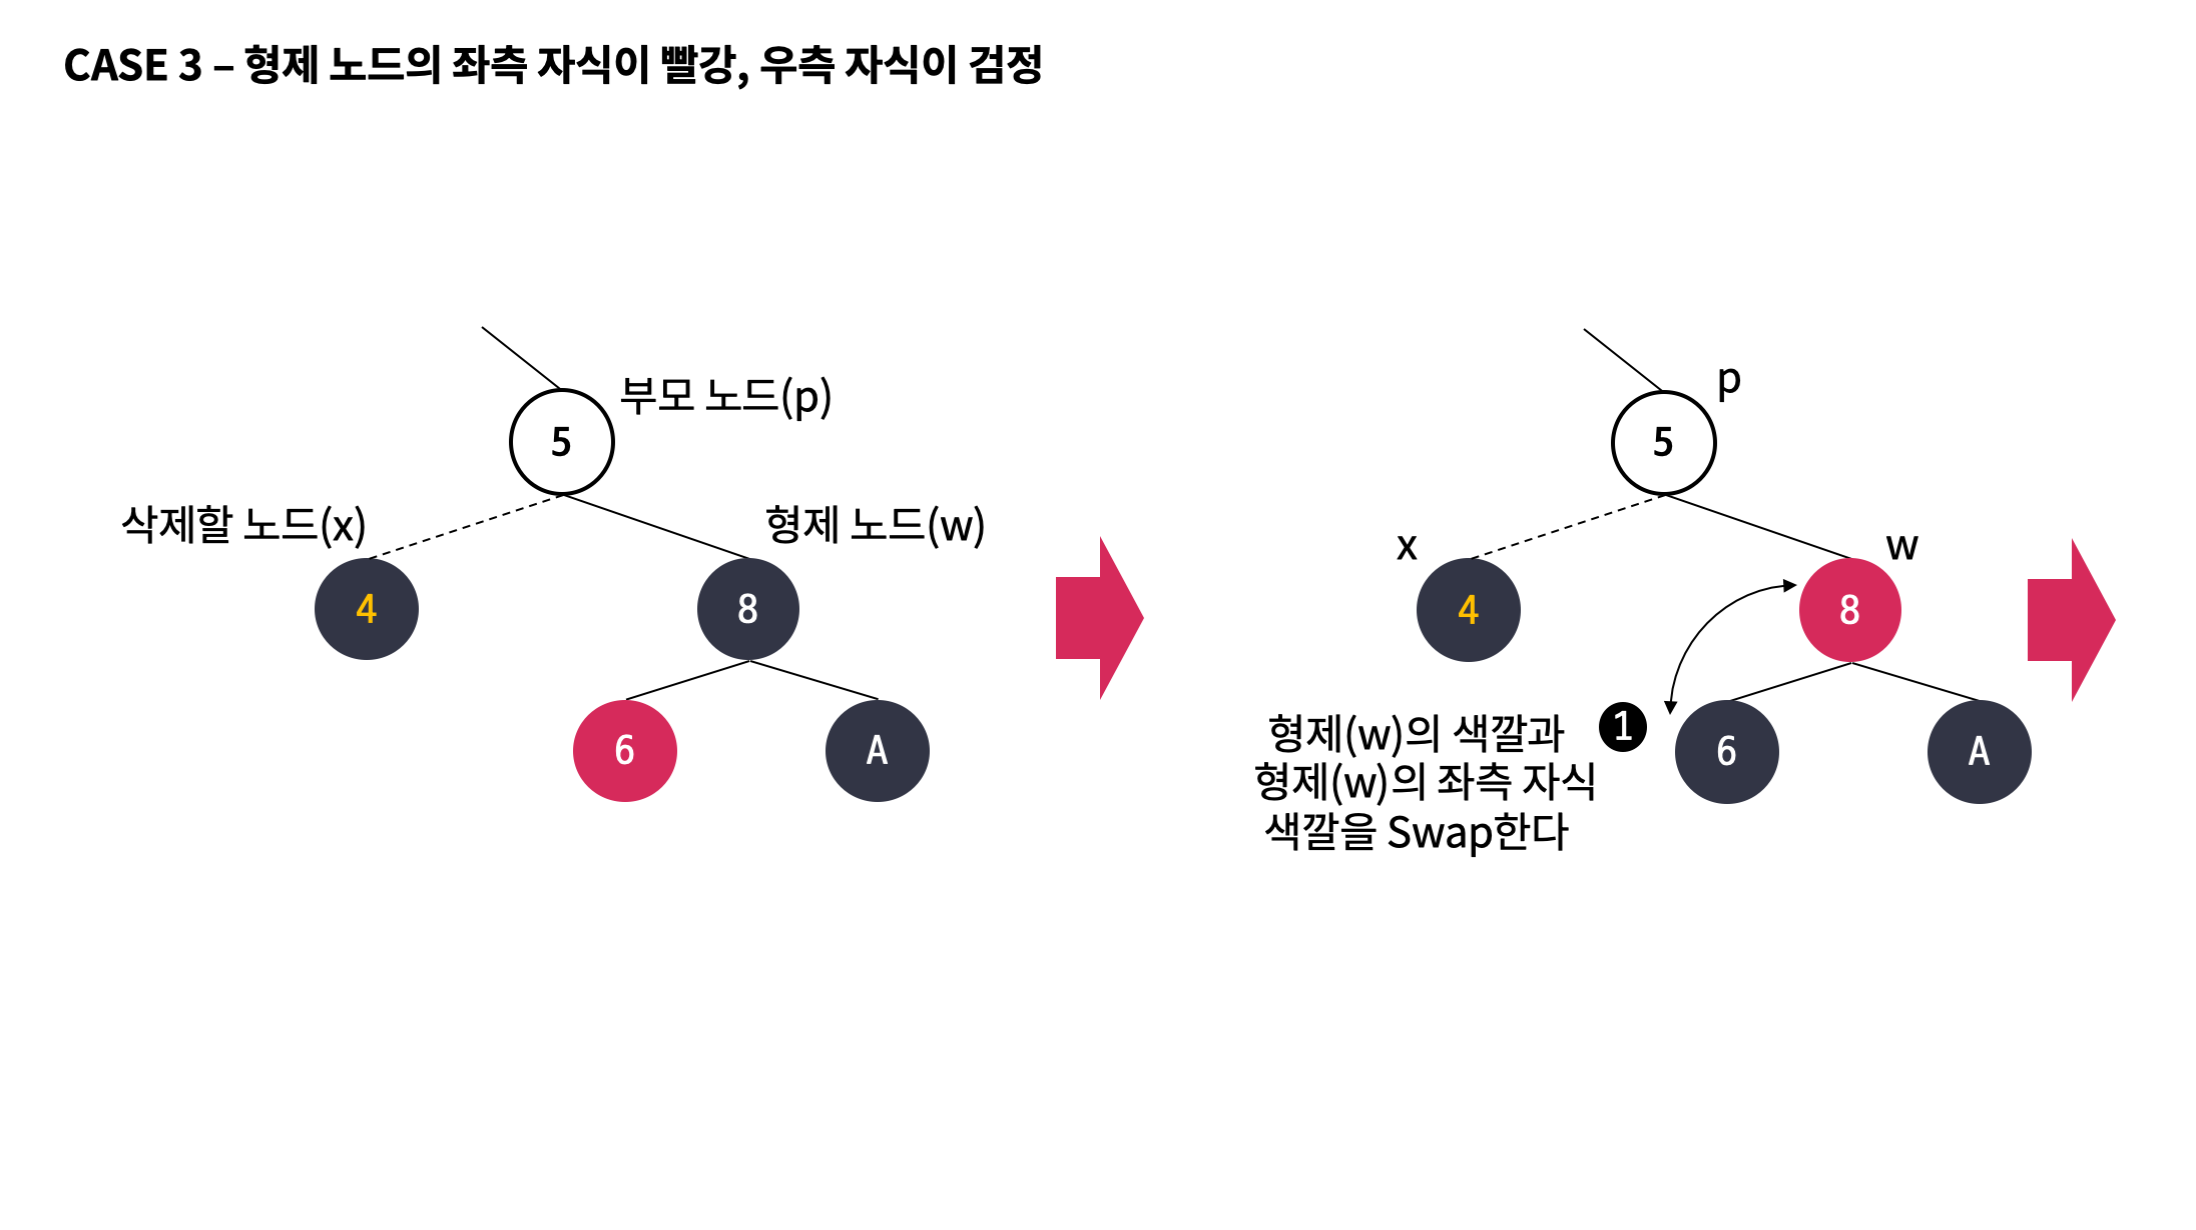 CASE 3 – 형제 노드의 좌측 자식이 빨강, 우측 자식이 검정
부모 노드(p)
5
삭제할 노드(x)
형제 노드(w)
4
8
6
A
p
5
x
w
4
8
❶
6
A
형제(w)의 색깔과
형제(w)의 좌측 자식
색깔을 Swap한다